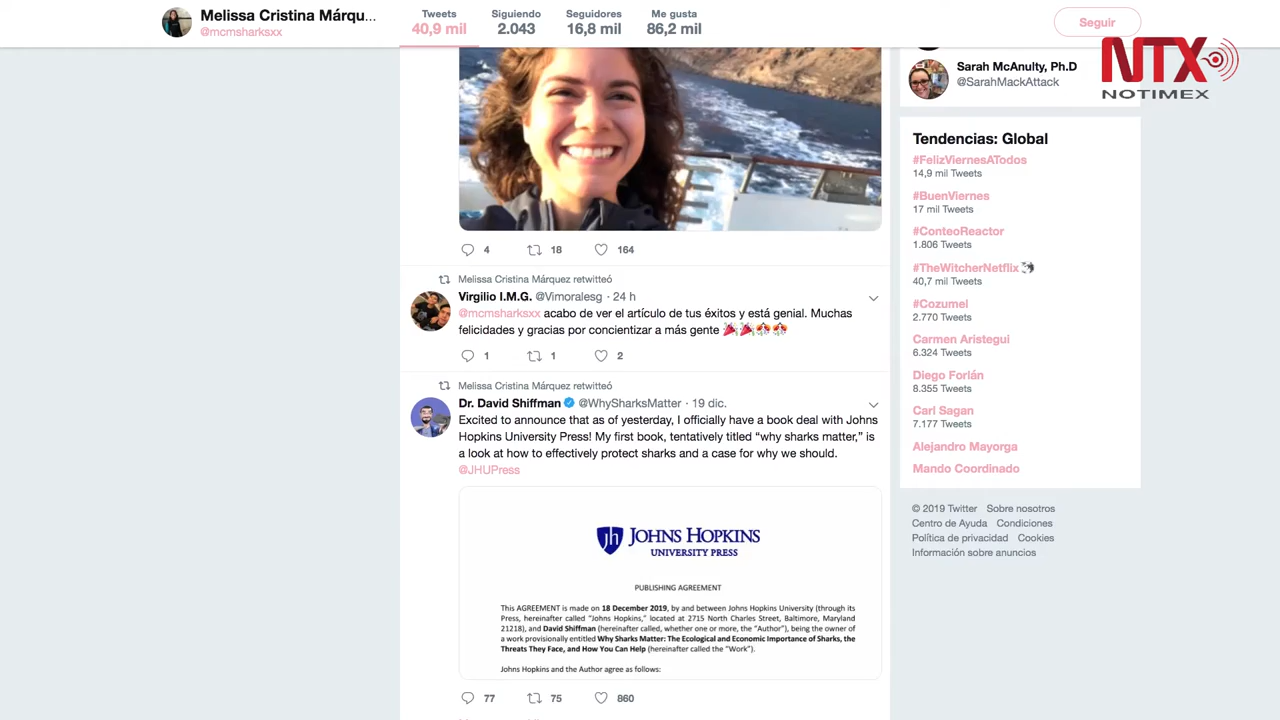 Melissa Cristina Márqu...
@mcmsharksxx
Tweets
40,9 mil
Siguiendo
2.043
Seguidores
16,8 mil
Me gusta
86,2 mil
Seguir
NTX
NOTIMEX
Sarah McAnulty, Ph.D
@SarahMackAttack
4 18 164
Melissa Cristina Márquez retwitteó
Virgilio I.M.G. @Vimoralesg · 24 h
@mcmsharksxx acabo de ver el artículo de tus éxitos y está genial. Muchas
felicidades y gracias por concientizar a más gente 🎉🎉🎊🎊
1 1 2
Melissa Cristina Márquez retwitteó
Dr. David Shiffman @WhySharksMatter · 19 dic.
Excited to announce that as of yesterday, I officially have a book deal with Johns
Hopkins University Press! My first book, tentatively titled “why sharks matter,” is
a look at how to effectively protect sharks and a case for why we should.
@JHUPress
jh JOHNS HOPKINS
UNIVERSITY PRESS
PUBLISHING AGREEMENT
This AGREEMENT is made on 18 December 2019, by and between Johns Hopkins University (through its
Press, hereinafter called "Johns Hopkins," located at 2715 North Charles Street, Baltimore, Maryland
21218), and David Shiffman (hereinafter called, whether one or more, the "Author"), being the owner of
a work provisionally entitled Why Sharks Matter: The Ecological and Economic Importance of Sharks, the
Threats They Face, and How You Can Help (hereinafter called the "Work").
Johns Hopkins and the Author agree as follows:
77 75 860
Tendencias: Global
#FelizViernesATodos
14,9 mil Tweets
#BuenViernes
17 mil Tweets
#ConteoReactor
1.806 Tweets
#TheWitcherNetflix
40,7 mil Tweets
#Cozumel
2.770 Tweets
Carmen Aristegui
6.324 Tweets
Diego Forlán
8.355 Tweets
Carl Sagan
7.177 Tweets
Alejandro Mayorga
Mando Coordinado
© 2019 Twitter Sobre nosotros
Centro de Ayuda Condiciones
Política de privacidad Cookies
Información sobre anuncios